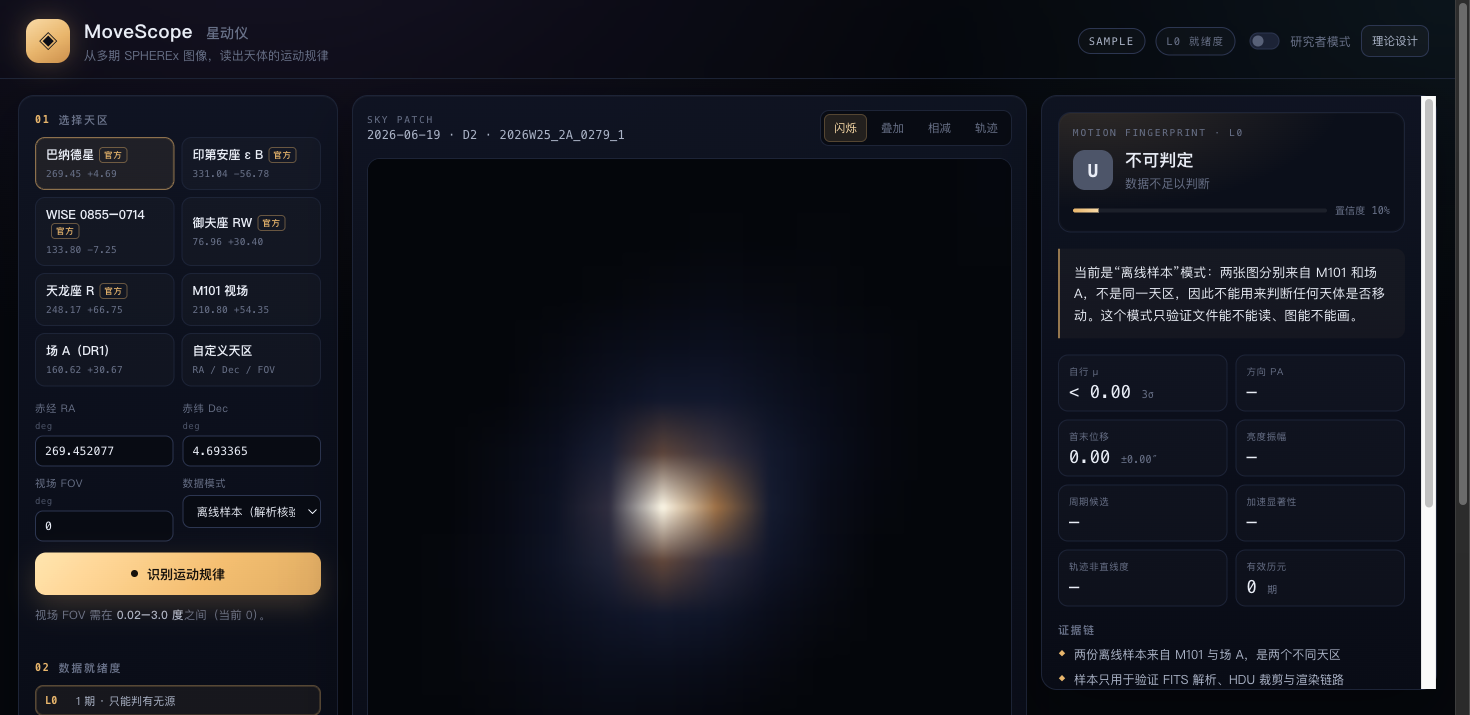 MoveScope 星动仪
从多期 SPHEREx 图像，读出天体的运动规律
SAMPLE
L0 就绪度
研究者模式
理论设计
01 选择天区
巴纳德星 官方
269.45 +4.69
印第安座 ε B 官方
331.04 −56.78
WISE 0855−0714
官方
133.80 −7.25
御夫座 RW 官方
76.96 +30.40
天龙座 R 官方
248.17 +66.75
M101 视场
210.80 +54.35
场 A（DR1）
160.62 +30.67
自定义天区
RA / Dec / FOV
赤经 RA
deg
269.452077
赤纬 Dec
deg
4.693365
视场 FOV
deg
0
数据模式
离线样本（解析核
识别运动规律
视场 FOV 需在 0.02–3.0 度之间（当前 0）。
02 数据就绪度
L0 1 期 · 只能判有无源
SKY PATCH
2026-06-19 · D2 · 2026W25_2A_0279_1
闪烁 叠加 相减 轨迹
MOTION FINGERPRINT · L0
U
不可判定
数据不足以判断
置信度 10%
当前是“离线样本”模式：两张图分别来自 M101 和场
A，不是同一天区，因此不能用来判断任何天体是否移
动。这个模式只验证文件能不能读、图能不能画。
自行 μ
< 0.00 3σ
方向 PA
—
首末位移
0.00 ±0.00″
亮度振幅
—
周期候选
—
加速显著性
—
轨迹非直线度
—
有效历元
0 期
证据链
两份离线样本来自 M101 与场 A，是两个不同天区
样本只用于验证 FITS 解析、HDU 裁剪与渲染链路